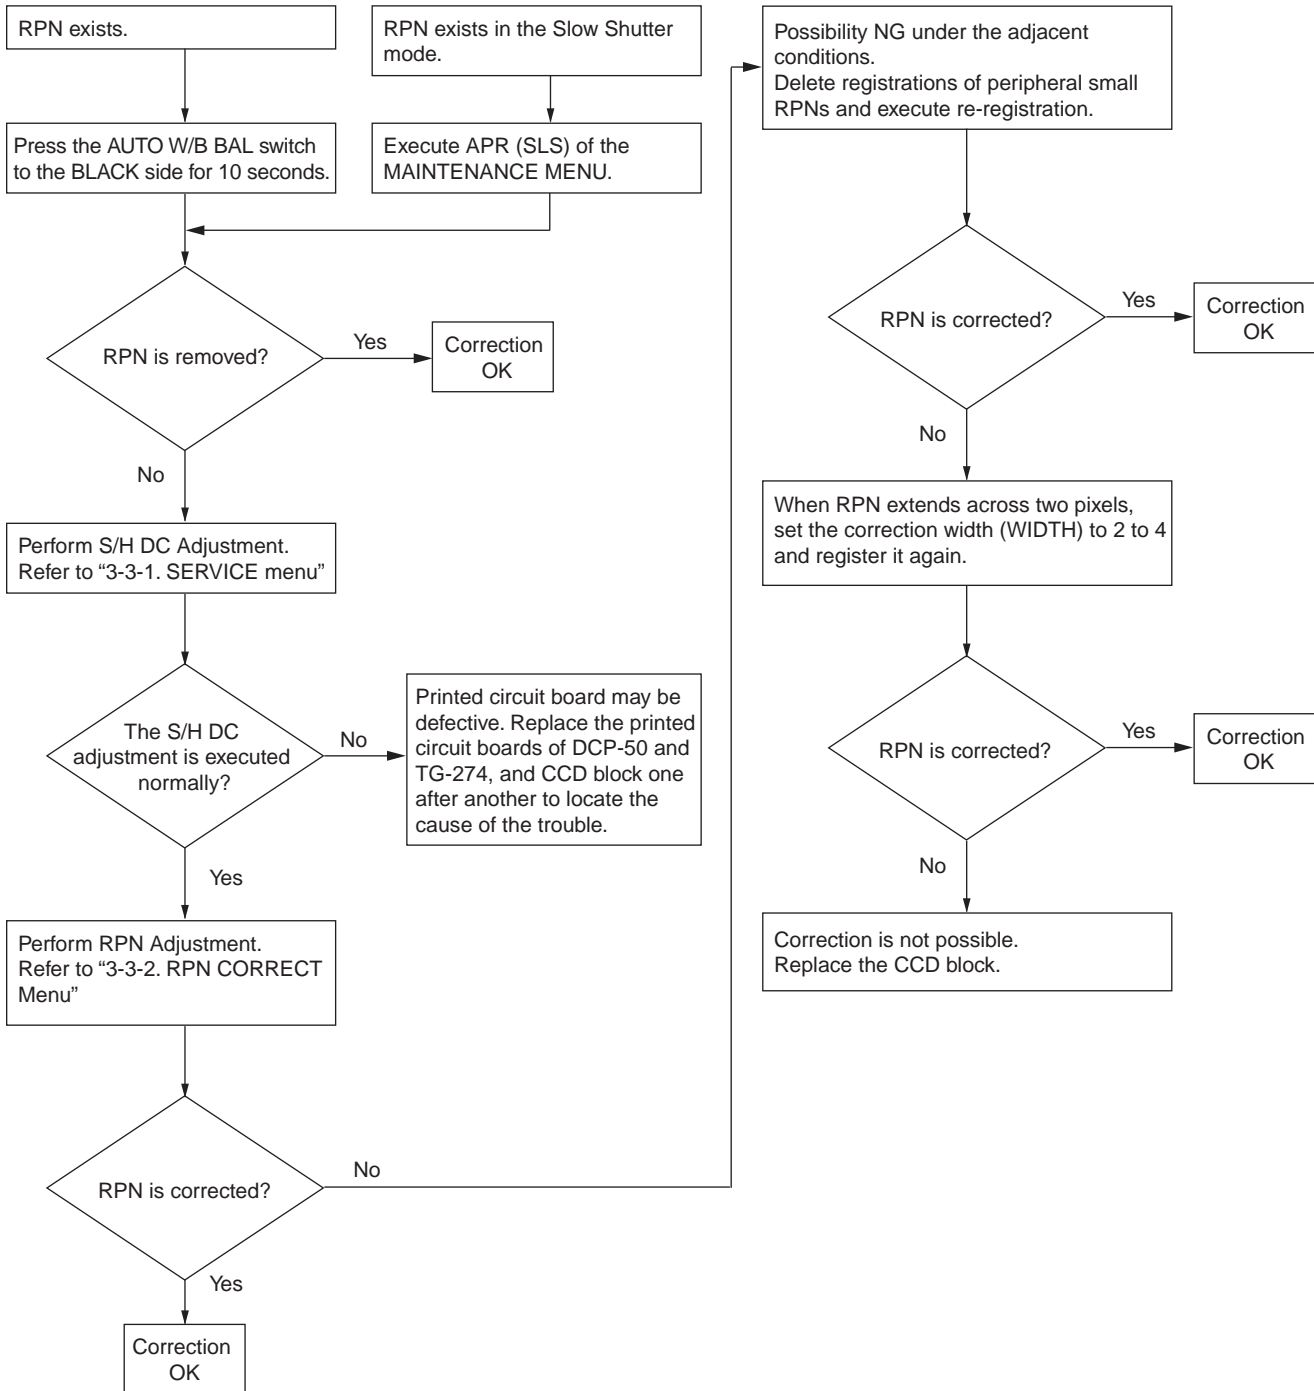 RPN exists.
RPN exists in the Slow Shutter
mode.
Press the AUTO W/B BAL switch
to the BLACK side for 10 seconds.
Execute APR (SLS) of the
MAINTENANCE MENU.
RPN is removed?
Yes
Correction
OK
No
Perform S/H DC Adjustment.
Refer to “3-3-1. SERVICE menu”
The S/H DC
adjustment is executed
normally?
No
Printed circuit board may be
defective. Replace the printed
circuit boards of DCP-50 and
TG-274, and CCD block one
after another to locate the
cause of the trouble.
Yes
Perform RPN Adjustment.
Refer to “3-3-2. RPN CORRECT
Menu”
RPN is corrected?
No
Yes
Correction
OK
Possibility NG under the adjacent
conditions.
Delete registrations of peripheral small
RPNs and execute re-registration.
RPN is corrected?
Yes
Correction
OK
No
When RPN extends across two pixels,
set the correction width (WIDTH) to 2 to 4
and register it again.
RPN is corrected?
Yes
Correction
OK
No
Correction is not possible.
Replace the CCD block.